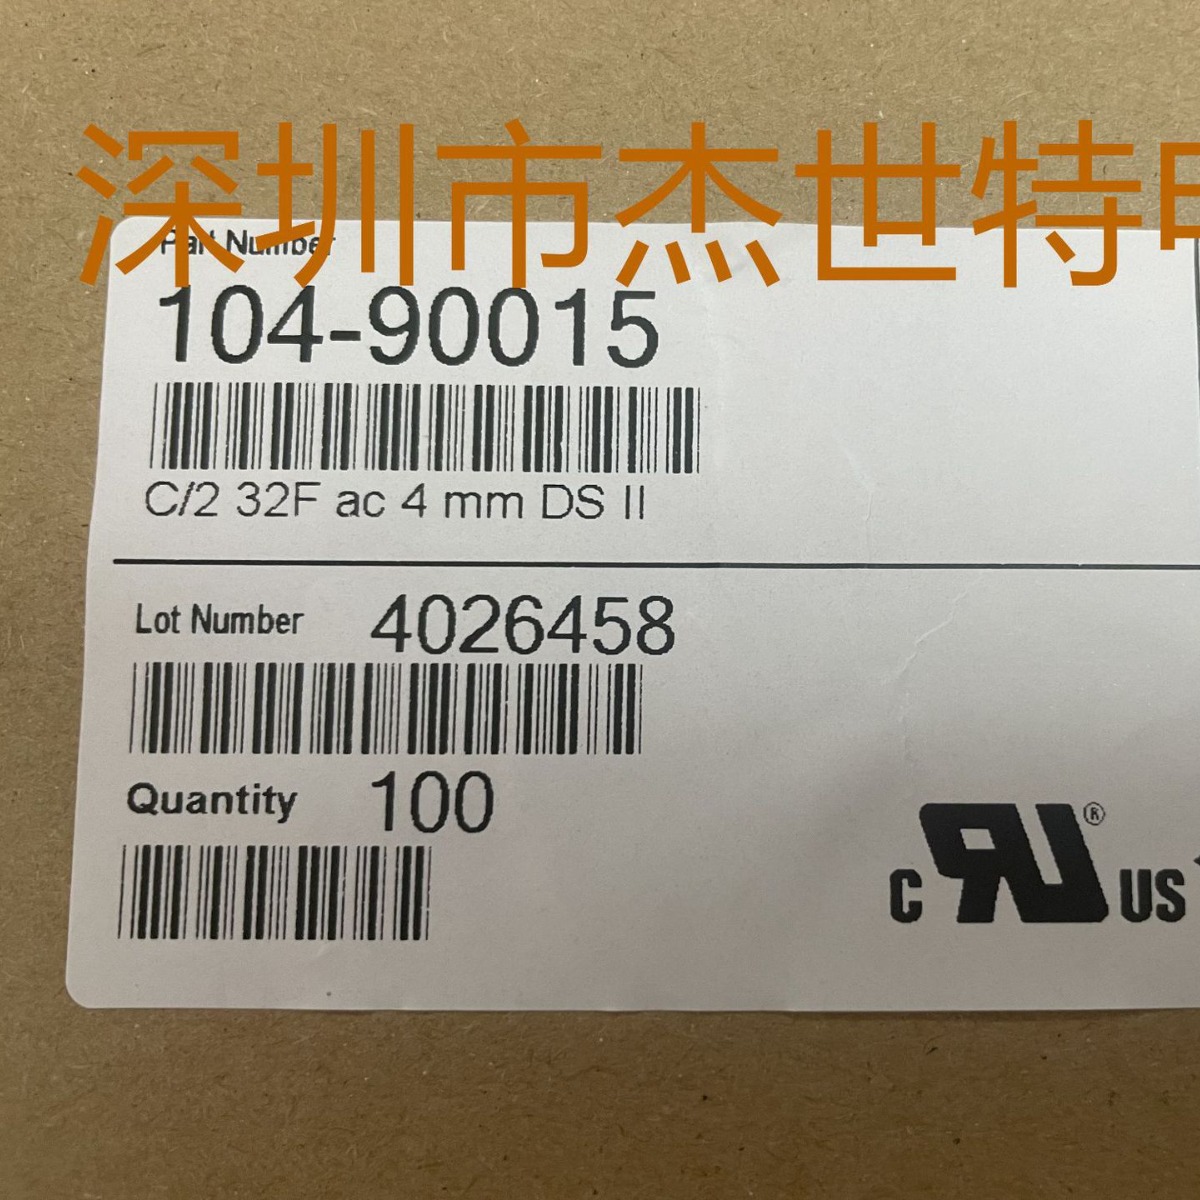 深圳市杰世特
Part Number
104-90015
C/2 32F ac 4 mm DS II
Lot Number 4026458
Quantity 100
C RU ® US